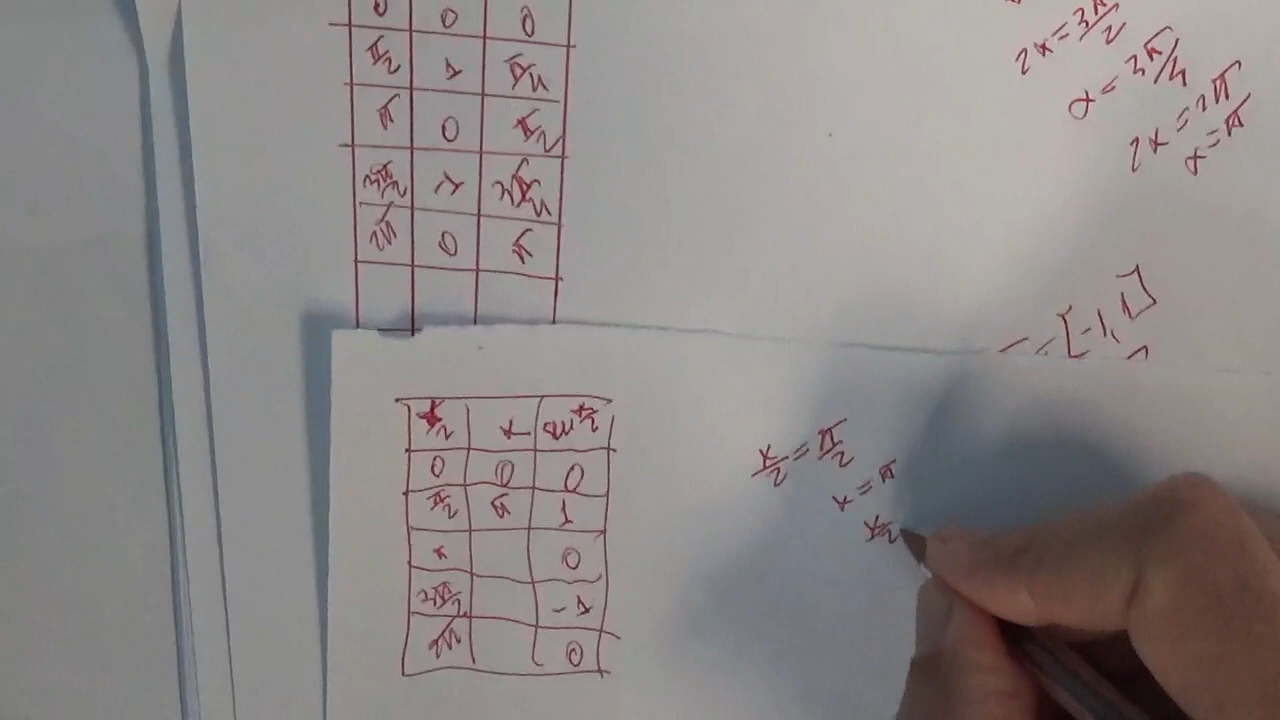 0 0 0
π/2 1 π/4
π 0 π/2
3π/2 1 3π/4
2π 0 π
2x = 3π/2
x = 3π/4
2x = 2π
x = π
[-1, 1]
x/2 x sen x/2
0 0 0
π/2 π 1
π 0
3π/2 -1
2π 0
x/2 = π/2
x = π
x/2